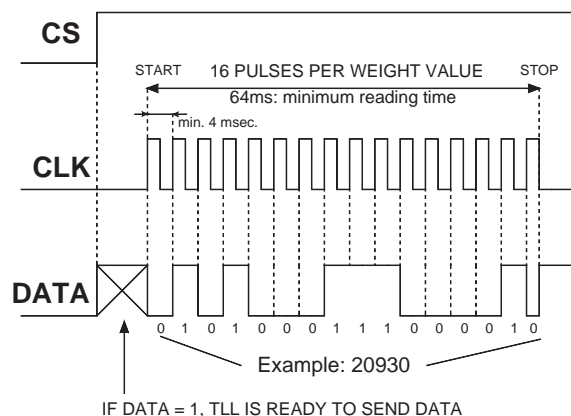 CS
START 16 PULSES PER WEIGHT VALUE STOP
64ms: minimum reading time
min. 4 msec.
CLK
DATA
0 1 0 1 0 0 0 1 1 1 0 0 0 0 1 0
Example: 20930
IF DATA = 1, TLL IS READY TO SEND DATA